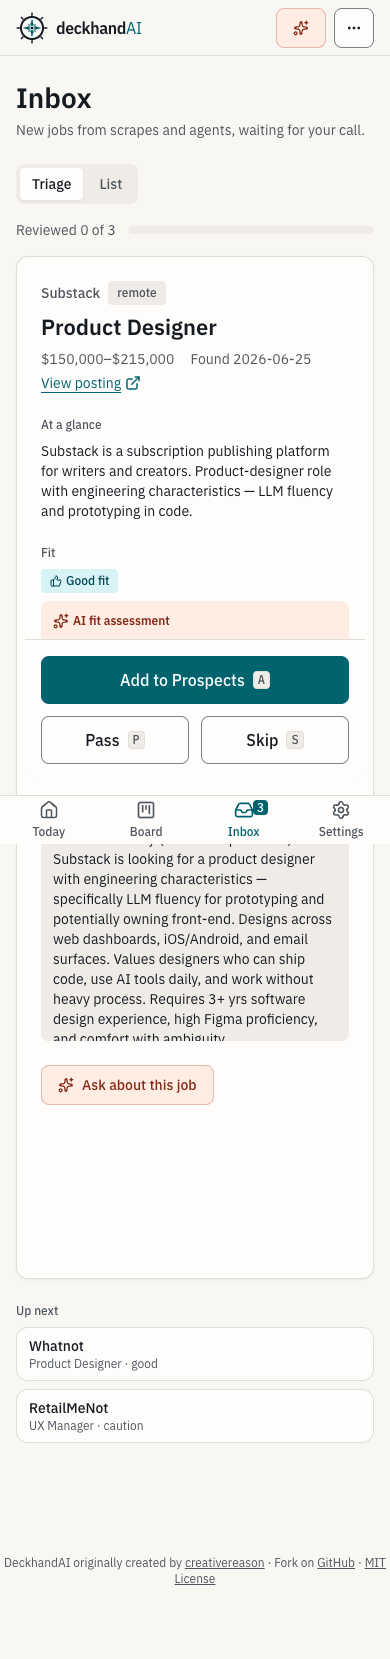 deckhandAI
Inbox
New jobs from scrapes and agents, waiting for your call.
Triage List
Reviewed 0 of 3
Substack remote
Product Designer
$150,000–$215,000 Found 2026-06-25
View posting
At a glance
Substack is a subscription publishing platform
for writers and creators. Product-designer role
with engineering characteristics — LLM fluency
and prototyping in code.
Fit
Good fit
AI fit assessment
Add to Prospects A
Pass P
Skip S
Today
Board
Inbox 3
Settings
Substack is looking for a product designer
with engineering characteristics —
specifically LLM fluency for prototyping and
potentially owning front-end. Designs across
web dashboards, iOS/Android, and email
surfaces. Values designers who can ship
code, use AI tools daily, and work without
heavy process. Requires 3+ yrs software
design experience, high Figma proficiency,
and comfort with ambiguity
Ask about this job
Up next
Whatnot
Product Designer · good
RetailMeNot
UX Manager · caution
DeckhandAI originally created by creativereason · Fork on GitHub · MIT
License